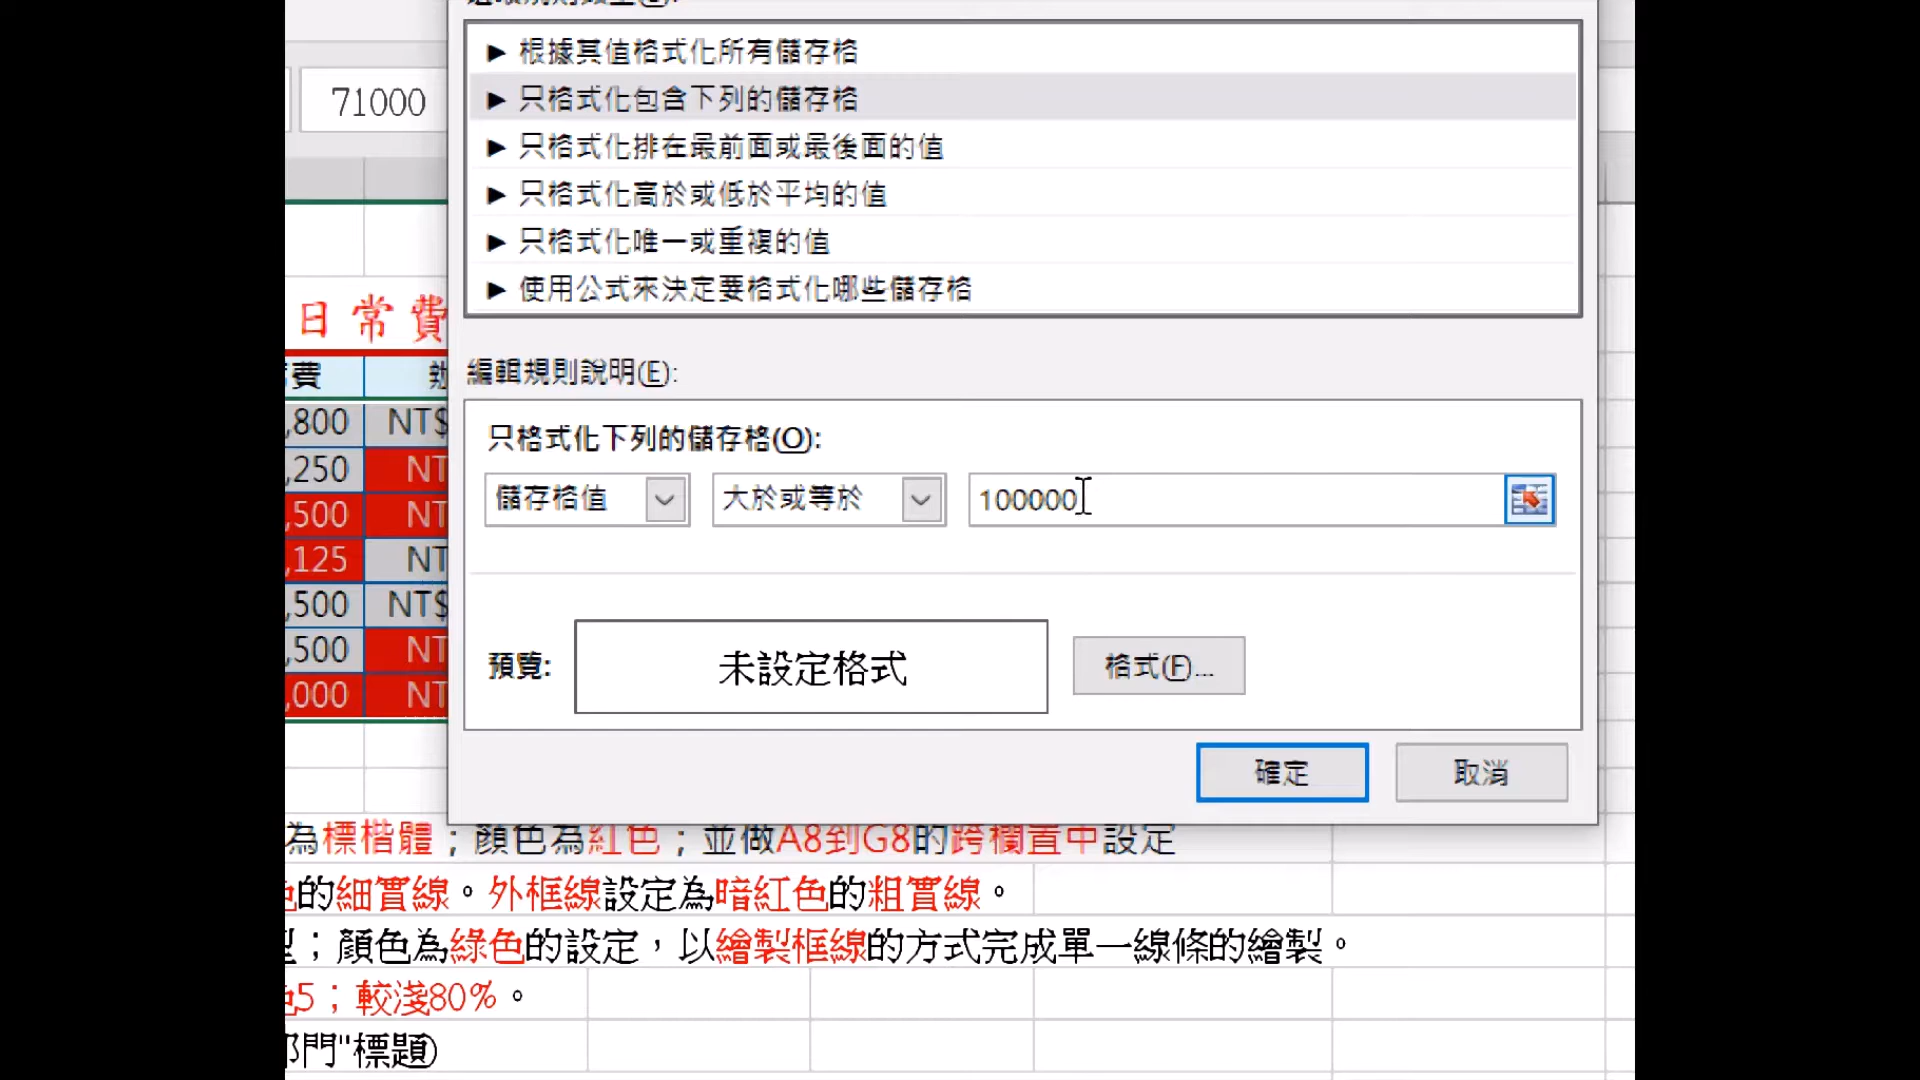 71000
根據其值格式化所有儲存格
只格式化包含下列的儲存格
只格式化排在最前面或最後面的值
只格式化高於或低於平均的值
只格式化唯一或重複的值
使用公式來決定要格式化哪些儲存格
日常費
費
編輯規則說明(E):
,800 NT$
,250 NT
,500 NT
,125 NT
,500 NT$
,500 NT
,000 NT
只格式化下列的儲存格(O):
儲存格值 大於或等於 100000
預覽: 未設定格式 格式(F)...
確定 取消
為標楷體；顏色為紅色；並做A8到G8的跨欄置中設定
的細實線。外框線設定為暗紅色的粗實線。
；顏色為綠色的設定，以繪製框線的方式完成單一線條的繪製。
5；較淺80%。
門"標題)